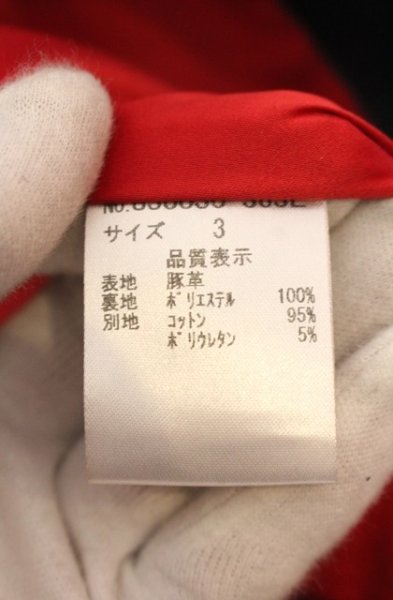 No.
サイズ 3
品質表示
表地 豚革
裏地 ポリエステル 100%
別地 コットン 95%
ポリウレタン 5%